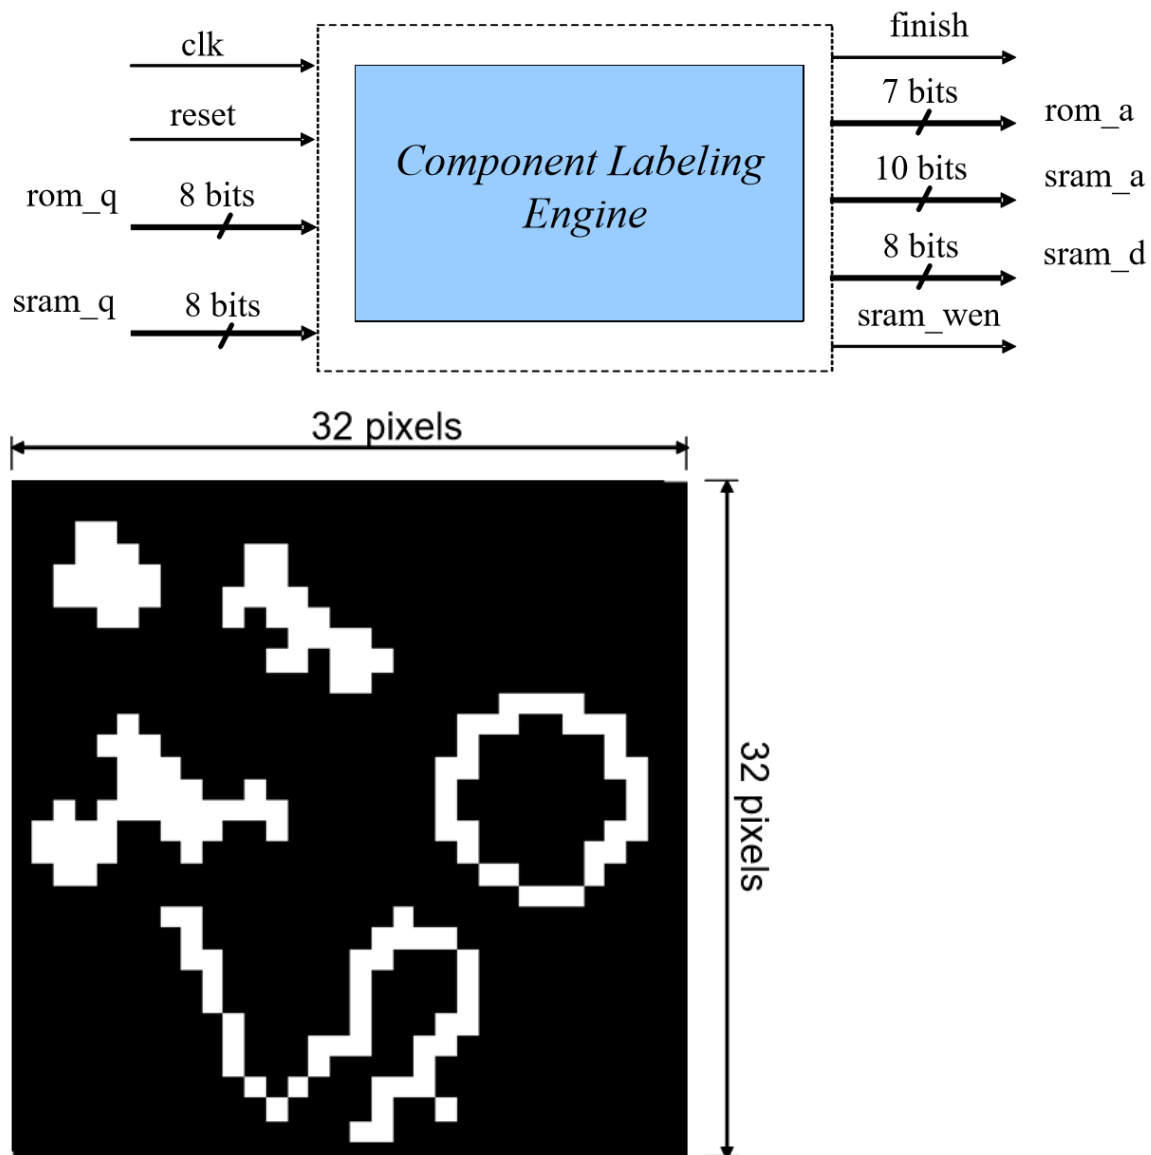 clk
reset
rom_q
8 bits
sram_q
8 bits
Component Labeling
Engine
finish
7 bits
rom_a
10 bits
sram_a
8 bits
sram_d
sram_wen
32 pixels
32 pixels